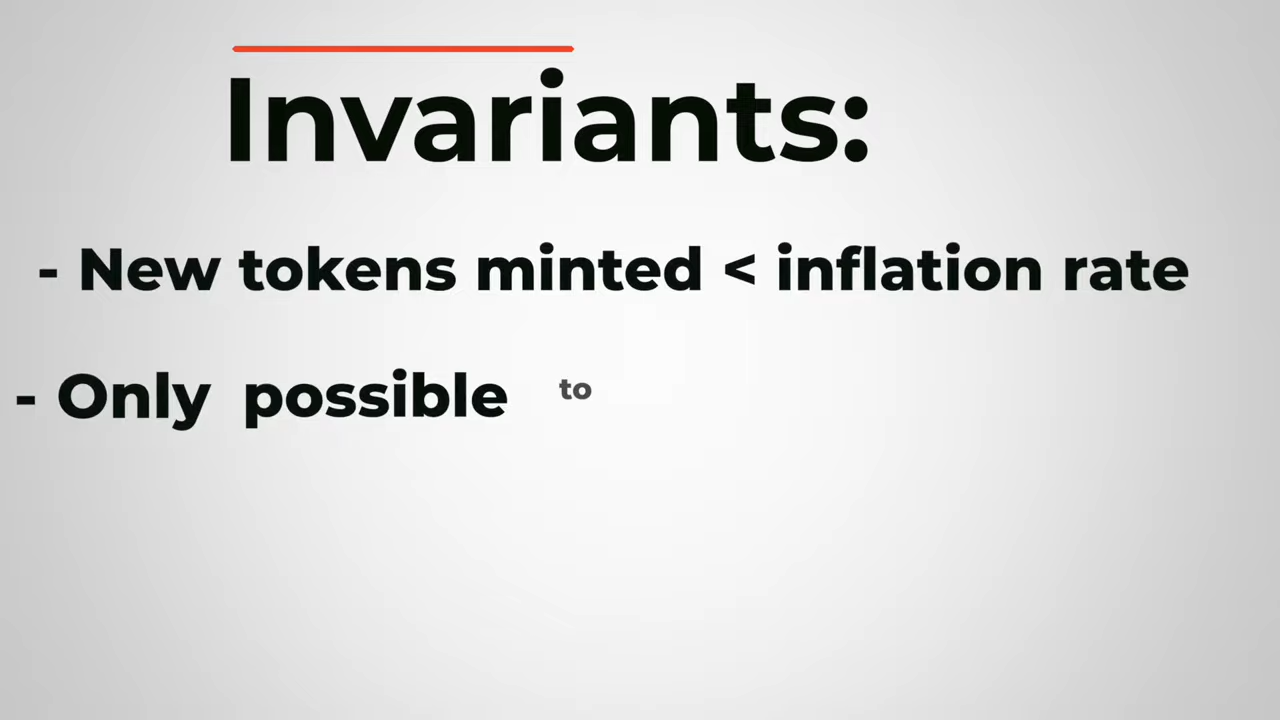 Invariants:
- New tokens minted < inflation rate
- Only possible to